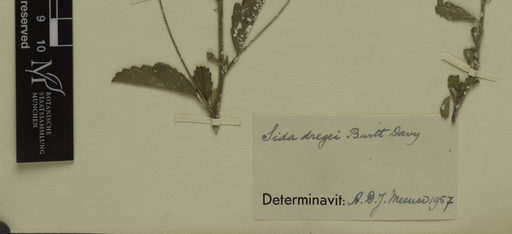 reserved
9 10
BOTANISCHE
STAATSSAMMLUNG
MÜNCHEN
Sida dregei Burtt Davy
Determinavit: A. D. J. Meeuse 1957